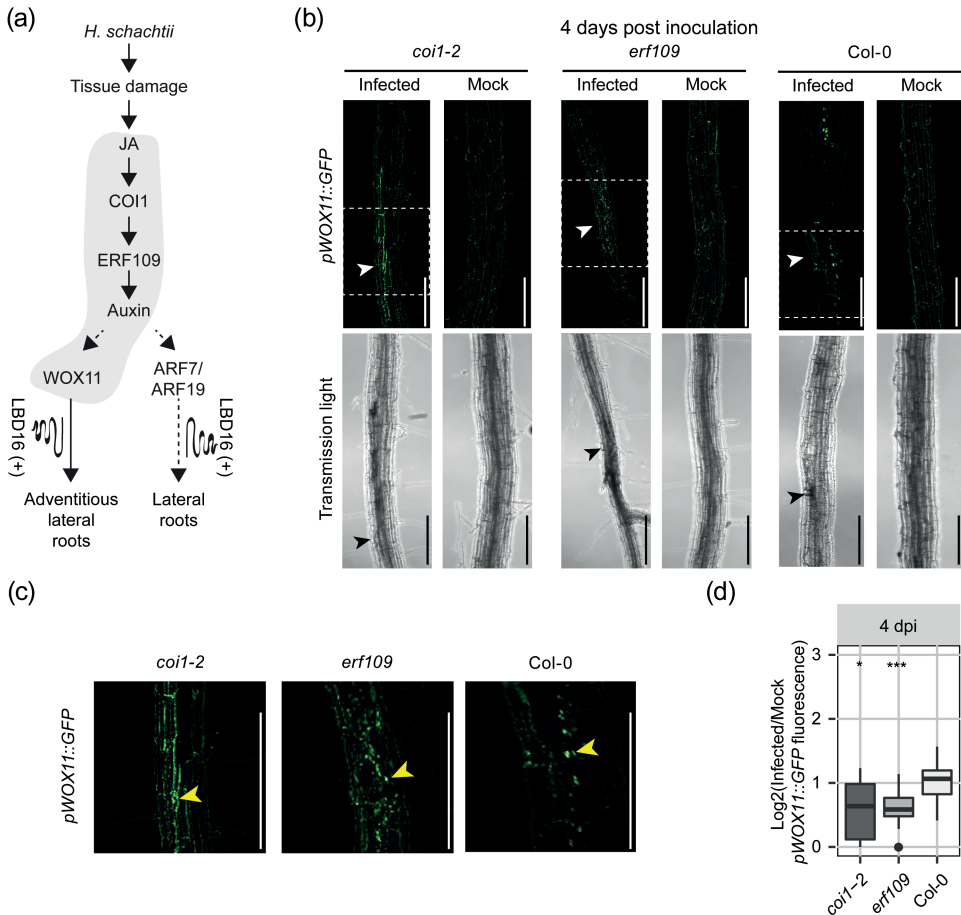 (a)
H. schachtii
Tissue damage
JA
COI1
ERF109
Auxin
WOX11
ARF7/
ARF19
LBD16 (+)
LBD16 (+)
Adventitious
lateral
roots
Lateral
roots
(b)
4 days post inoculation
coi1-2
erf109
Col-0
Infected
Mock
Infected
Mock
Infected
Mock
pWOX11::GFP
Transmission light
(c)
coi1-2
erf109
Col-0
pWOX11::GFP
(d)
4 dpi
Log2(Infected/Mock
pWOX11::GFP fluorescence)
3
2
1
0
*
***
coi1-2
erf109
Col-0